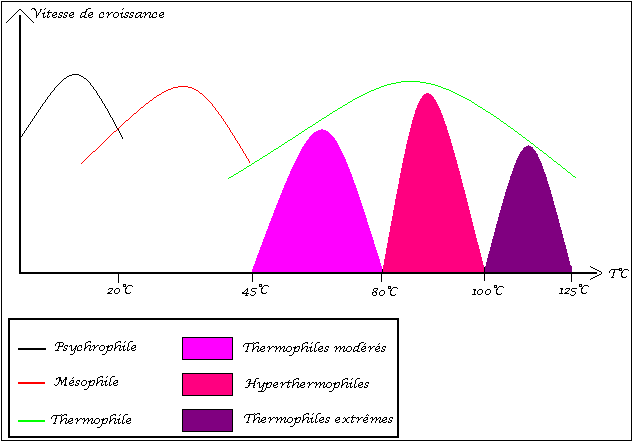 Vitesse de croissance
20°C
45°C
80°C
100°C
125°C
T°C
Psychrophile
Mésophile
Thermophile
Thermophiles modérés
Hyperthermophiles
Thermophiles extrêmes